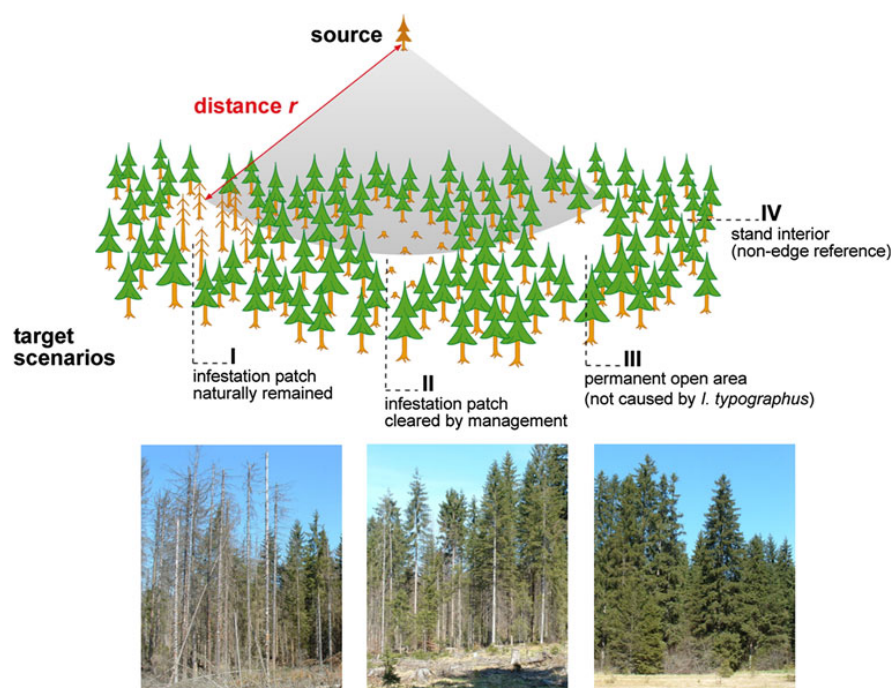 source
distance r
IV
stand interior
(non-edge reference)
target
scenarios
I
infestation patch
naturally remained
II
infestation patch
cleared by management
III
permanent open area
(not caused by I. typographus)